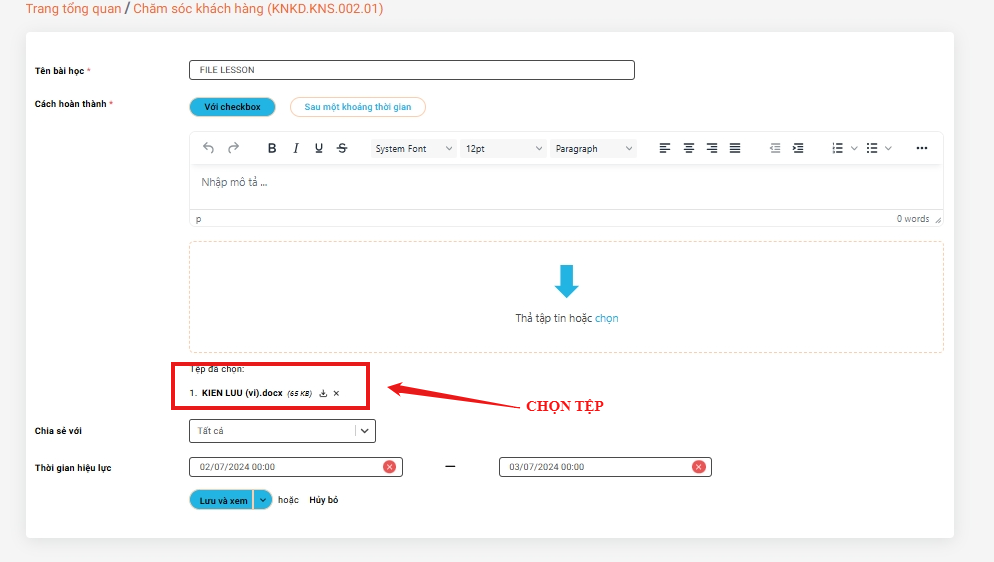 Trang tổng quan / Chăm sóc khách hàng (KNKD.KNS.002.01)
Tên bài học *
FILE LESSON
Cách hoàn thành *
Với checkbox
Sau một khoảng thời gian
B I U S System Font 12pt Paragraph
Nhập mô tả ...
p
0 words
Thả tập tin hoặc chọn
Tệp đã chọn:
1. KIEN LUU (vi).docx (65 KB)
CHỌN TỆP
Chia sẻ với
Tất cả
Thời gian hiệu lực
02/07/2024 00:00
03/07/2024 00:00
Lưu và xem hoặc Hủy bỏ